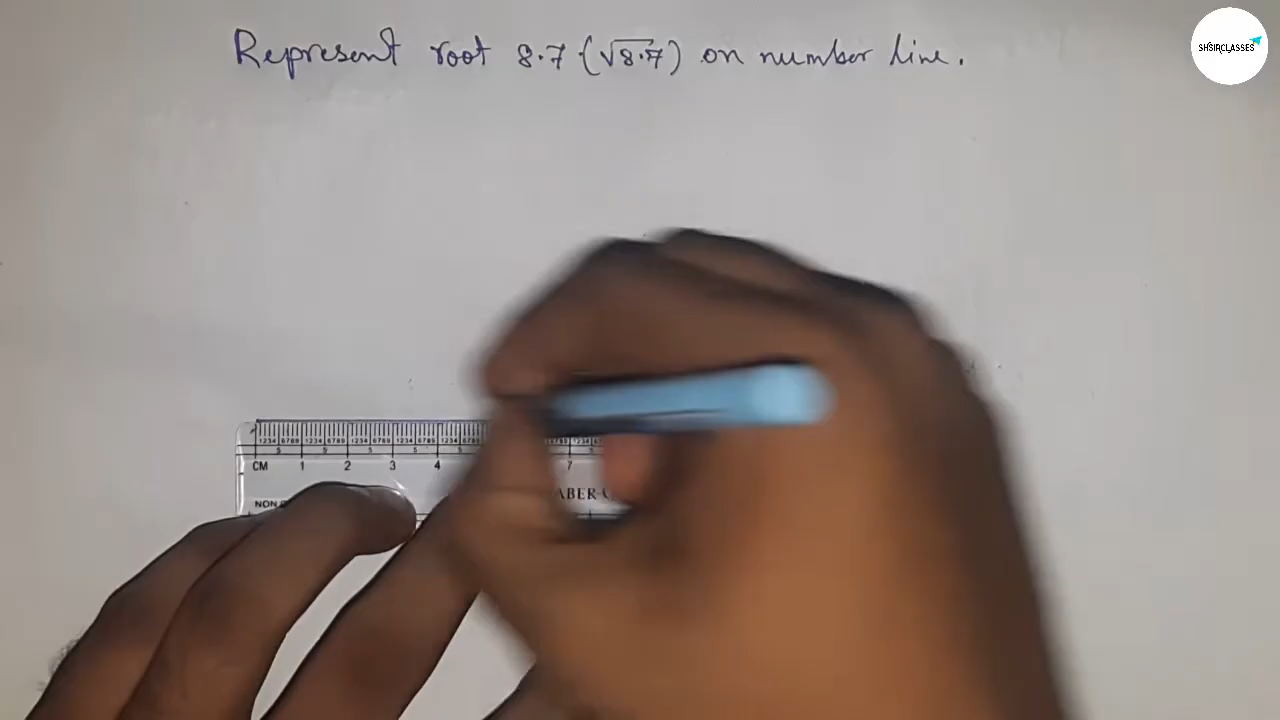 Represent root 8.7 (√8.7) on number line.
SHSIRCLASSES
CM 1 2 3 4 7